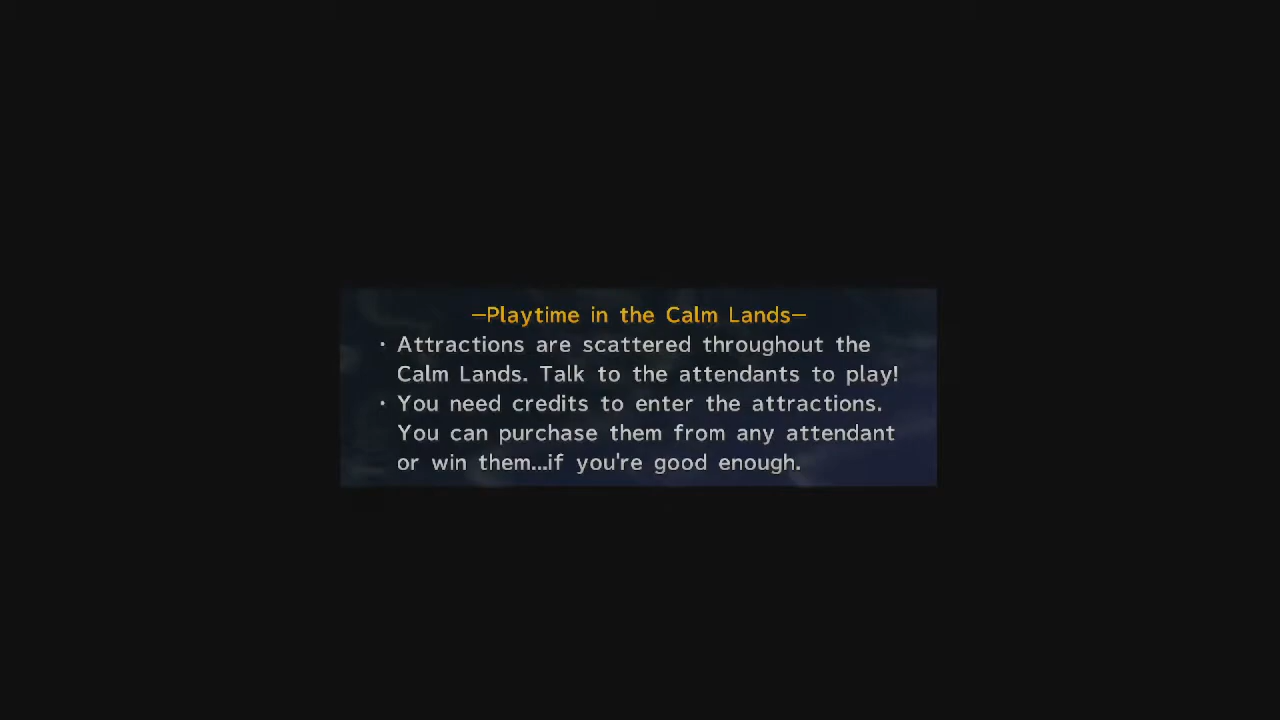 —Playtime in the Calm Lands—
· Attractions are scattered throughout the
Calm Lands. Talk to the attendants to play!
· You need credits to enter the attractions.
You can purchase them from any attendant
or win them...if you're good enough.